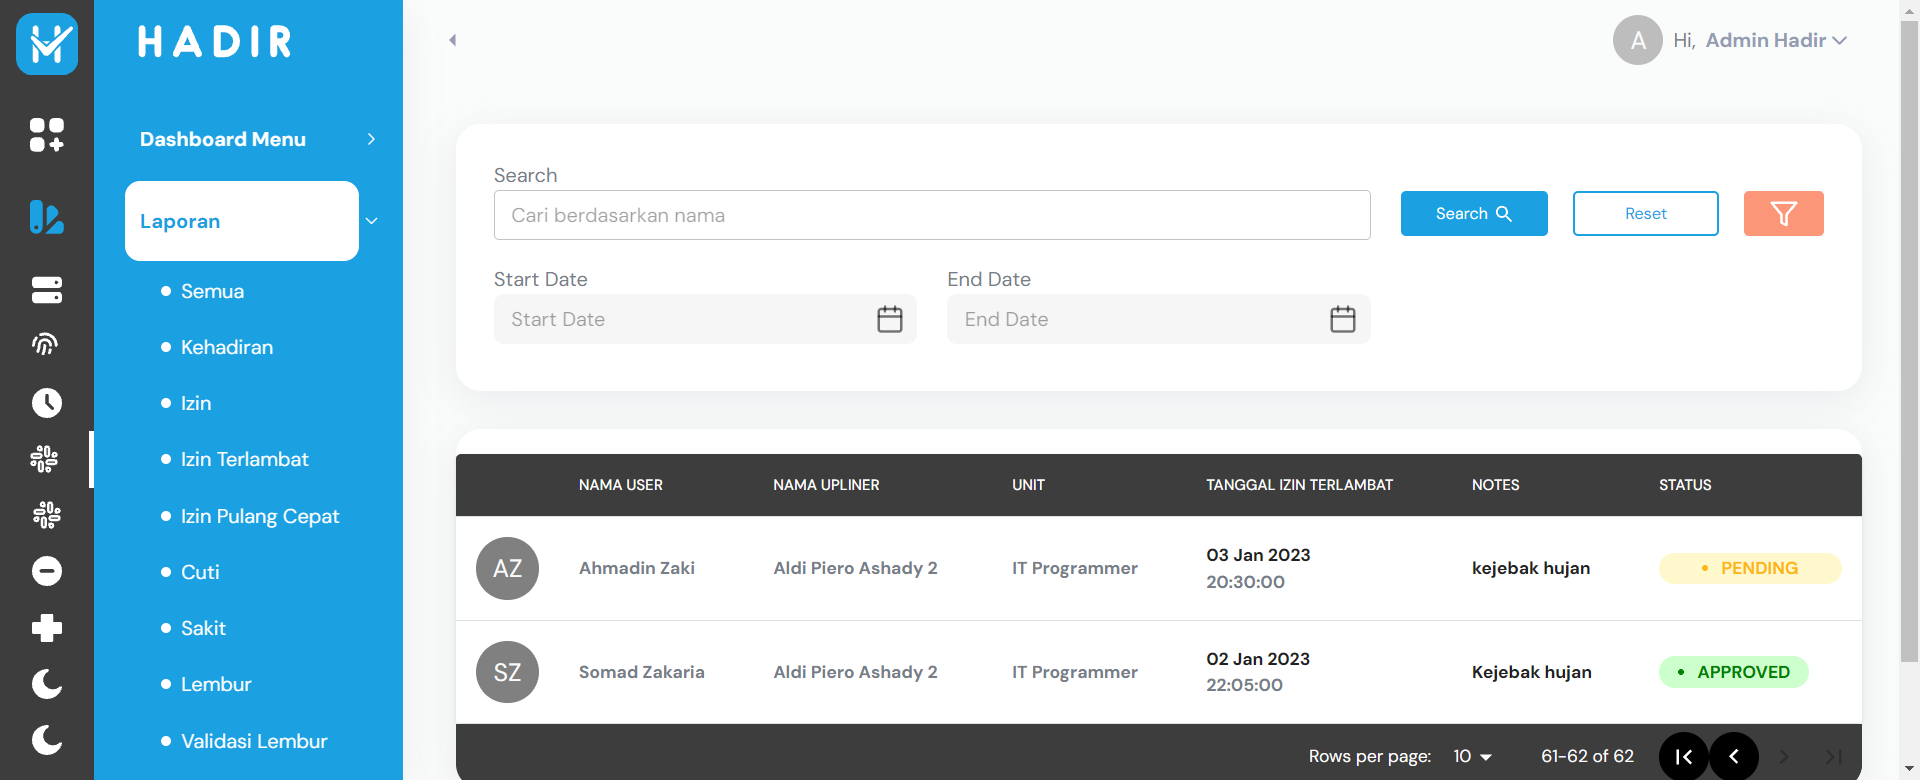 HADIR
A Hi, Admin Hadir
Dashboard Menu
Laporan
Semua
Kehadiran
Izin
Izin Terlambat
Izin Pulang Cepat
Cuti
Sakit
Lembur
Validasi Lembur
Search
Cari berdasarkan nama
Search
Reset
Start Date End Date
Start Date End Date
NAMA USER NAMA UPLINER UNIT TANGGAL IZIN TERLAMBAT NOTES STATUS
AZ Ahmadin Zaki Aldi Piero Ashady 2 IT Programmer 03 Jan 2023 kejebak hujan • PENDING
20:30:00
SZ Somad Zakaria Aldi Piero Ashady 2 IT Programmer 02 Jan 2023 Kejebak hujan • APPROVED
22:05:00
Rows per page: 10 61-62 of 62